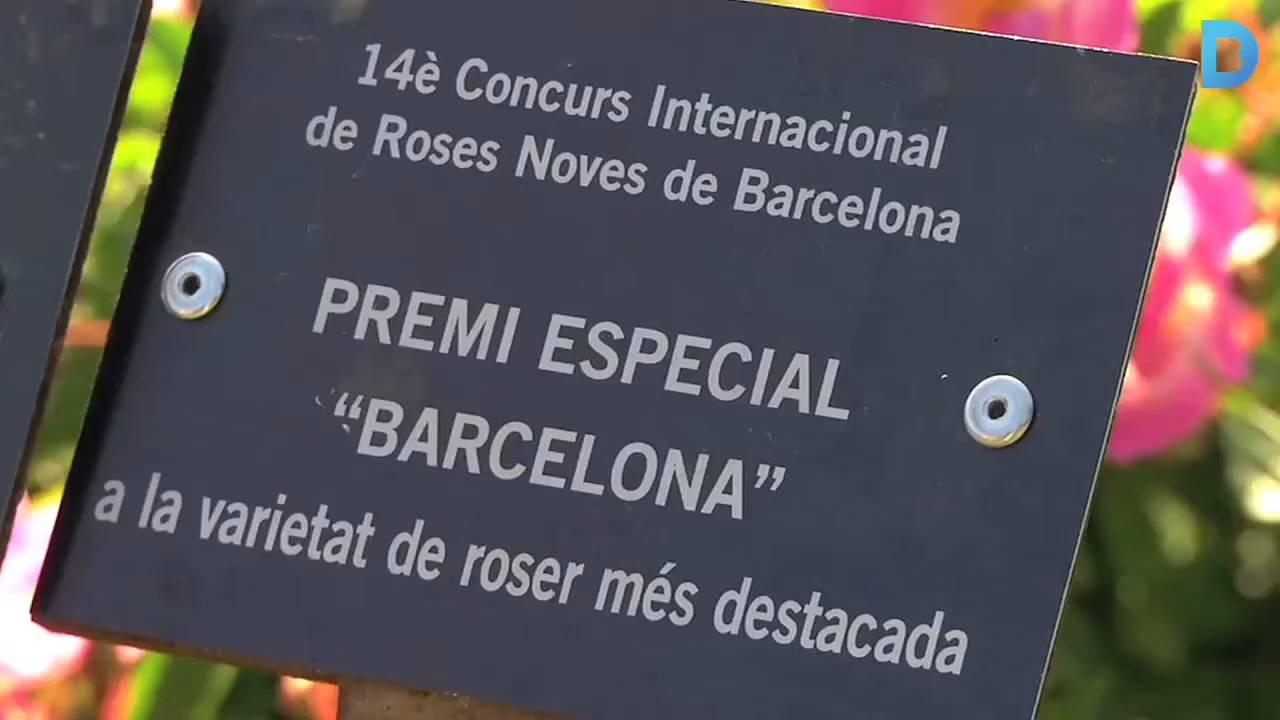 14è Concurs Internacional
de Roses Noves de Barcelona
PREMI ESPECIAL
“BARCELONA”
a la varietat de roser més destacada